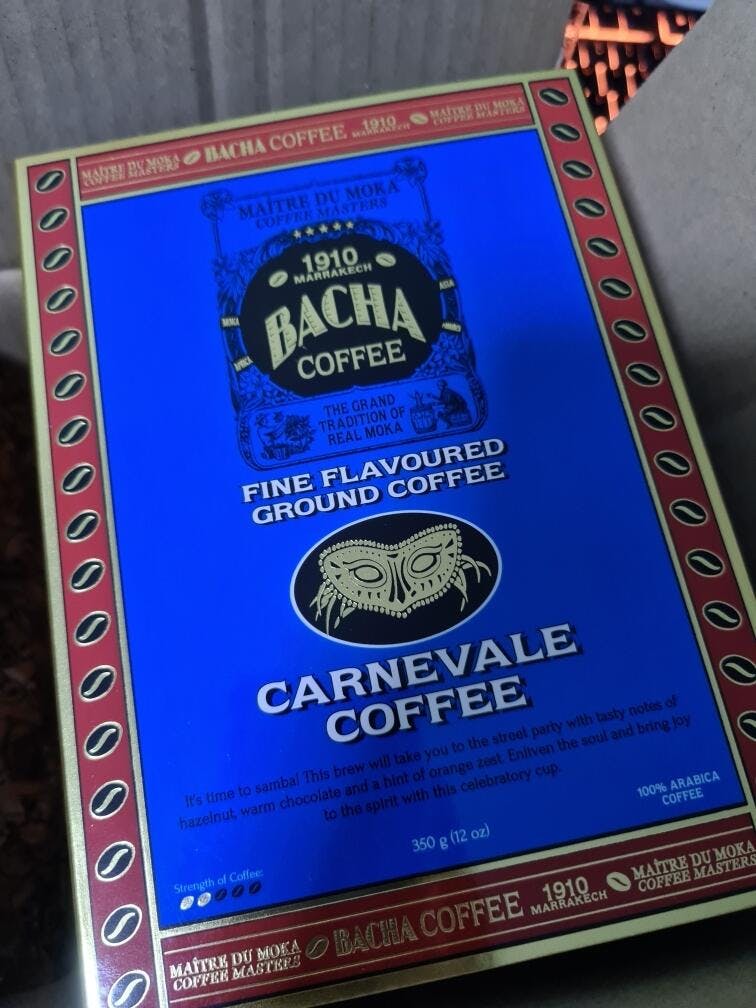 MAÎTRE DU MOKA
COFFEE MASTERS
BACHA COFFEE
1910
MARRAKECH
MAÎTRE DU MOKA
COFFEE MASTERS
MAÎTRE DU MOKA
COFFEE MASTERS
1910
MARRAKECH
BACHA
COFFEE
ASIA
AFRICA
THE GRAND
TRADITION OF
REAL MOKA
FINE FLAVOURED
GROUND COFFEE
CARNEVALE
COFFEE
It's time to samba! This brew will take you to the street party with tasty notes of
hazelnut, warm chocolate and a hint of orange zest. Enliven the soul and bring joy
to the spirit with this celebratory cup.
100% ARABICA
COFFEE
350 g (12 oz)
Strength of Coffee:
MAÎTRE DU MOKA
COFFEE MASTERS
BACHA COFFEE
1910
MARRAKECH
MAÎTRE DU MOKA
COFFEE MASTERS